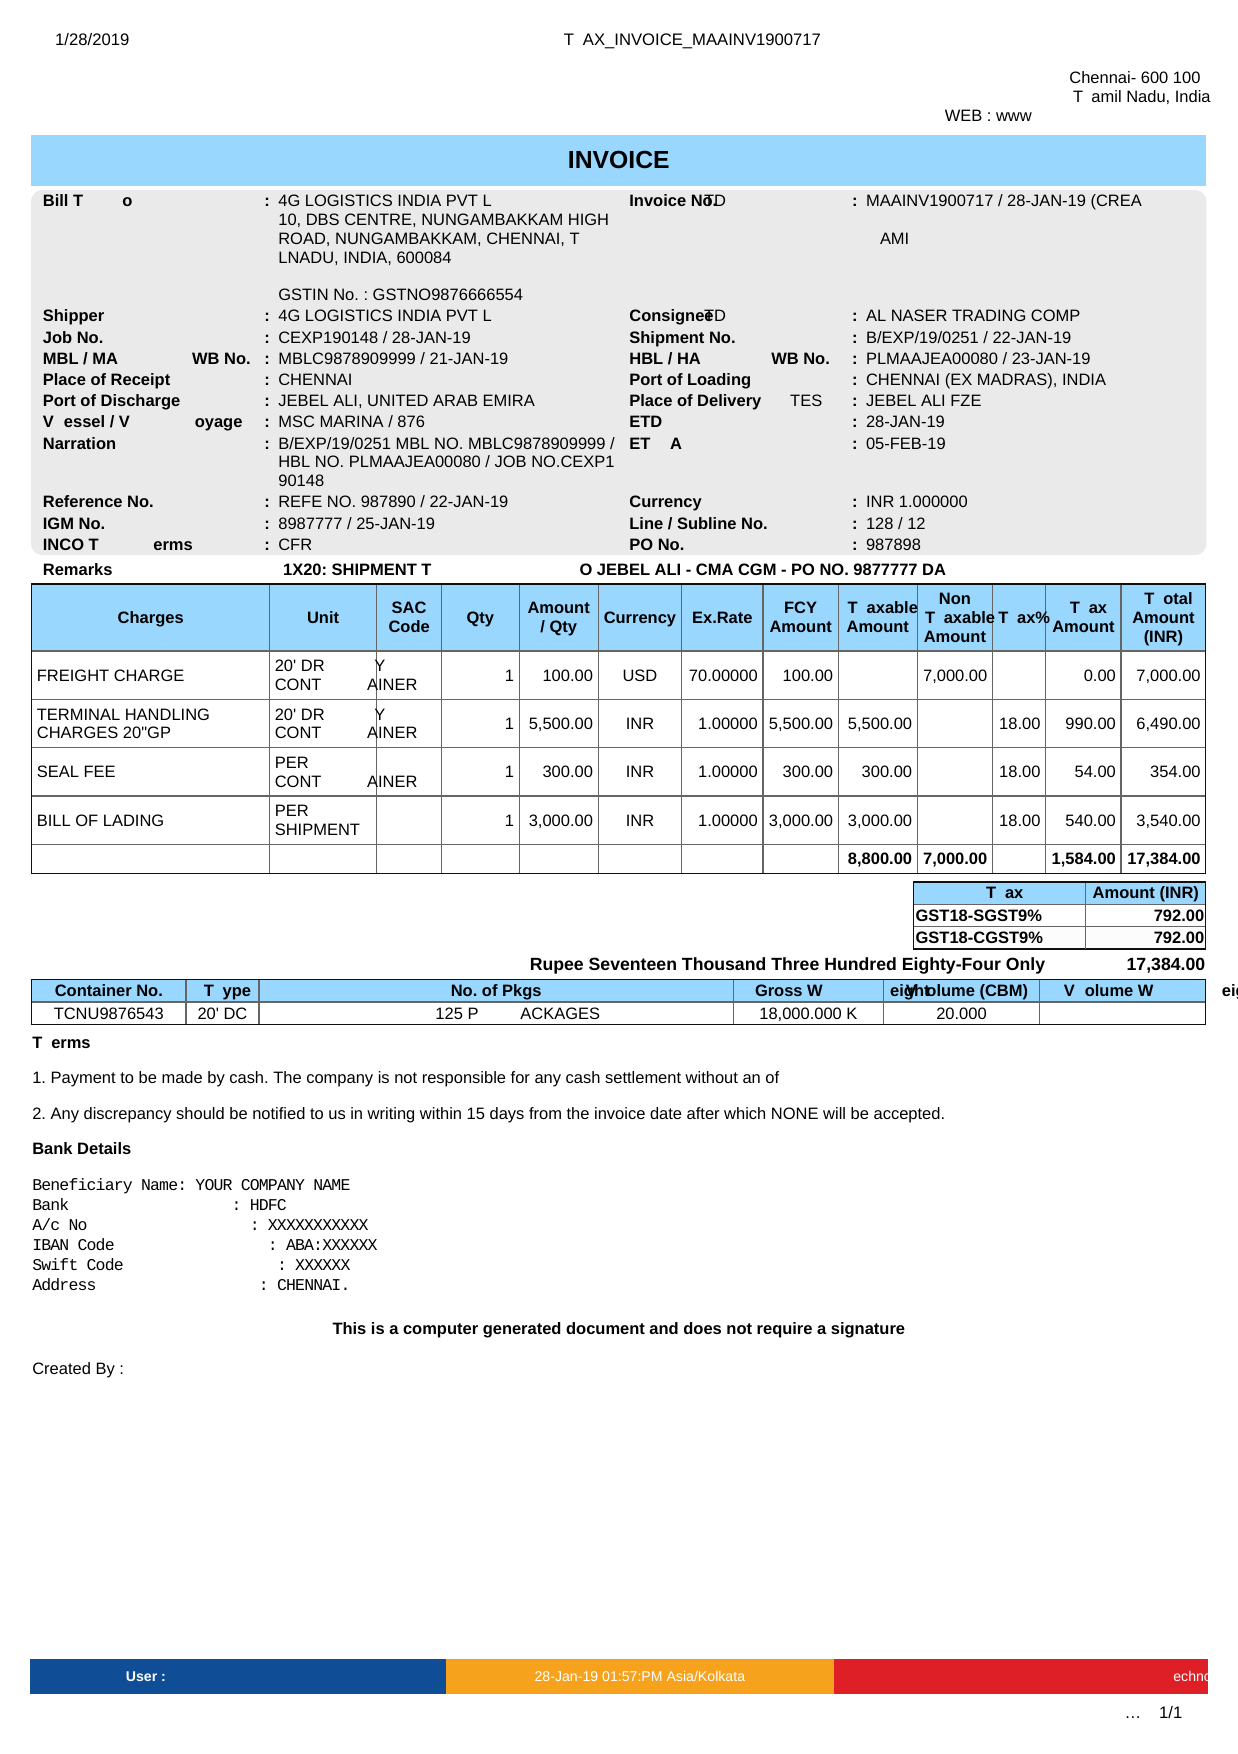 1/28/2019 T AX_INVOICE_MAAINV1900717
Chennai- 600 100
T amil Nadu, India
WEB : www
INVOICE
Bill T o : 4G LOGISTICS INDIA PVT L TD Invoice No. : MAAINV1900717 / 28-JAN-19 (CREA
10, DBS CENTRE, NUNGAMBAKKAM HIGH
ROAD, NUNGAMBAKKAM, CHENNAI, T AMI
LNADU, INDIA, 600084
GSTIN No. : GSTNO9876666554
Shipper : 4G LOGISTICS INDIA PVT L TD Consignee : AL NASER TRADING COMP
Job No. : CEXP190148 / 28-JAN-19 Shipment No. : B/EXP/19/0251 / 22-JAN-19
MBL / MA WB No. : MBLC9878909999 / 21-JAN-19 HBL / HA WB No. : PLMAAJEA00080 / 23-JAN-19
Place of Receipt : CHENNAI Port of Loading : CHENNAI (EX MADRAS), INDIA
Port of Discharge : JEBEL ALI, UNITED ARAB EMIRA TES Place of Delivery : JEBEL ALI FZE
V essel / V oyage : MSC MARINA / 876 ETD : 28-JAN-19
Narration : B/EXP/19/0251 MBL NO. MBLC9878909999 / ET A : 05-FEB-19
HBL NO. PLMAAJEA00080 / JOB NO.CEXP1
90148
Reference No. : REFE NO. 987890 / 22-JAN-19 Currency : INR 1.000000
IGM No. : 8987777 / 25-JAN-19 Line / Subline No. : 128 / 12
INCO T erms : CFR PO No. : 987898
Remarks 1X20: SHIPMENT T O JEBEL ALI - CMA CGM - PO NO. 9877777 DA
Charges Unit SAC Code Qty Amount / Qty Currency Ex.Rate FCY Amount T axable Amount Non T axable Amount T ax% T ax Amount T otal Amount (INR)
FREIGHT CHARGE 20' DR Y CONT AINER 1 100.00 USD 70.00000 100.00 7,000.00 0.00 7,000.00
TERMINAL HANDLING CHARGES 20"GP 20' DR Y CONT AINER 1 5,500.00 INR 1.00000 5,500.00 5,500.00 18.00 990.00 6,490.00
SEAL FEE PER CONT AINER 1 300.00 INR 1.00000 300.00 300.00 18.00 54.00 354.00
BILL OF LADING PER SHIPMENT 1 3,000.00 INR 1.00000 3,000.00 3,000.00 18.00 540.00 3,540.00
8,800.00 7,000.00 1,584.00 17,384.00
T ax Amount (INR)
GST18-SGST9% 792.00
GST18-CGST9% 792.00
Rupee Seventeen Thousand Three Hundred Eighty-Four Only 17,384.00
Container No. T ype No. of Pkgs Gross W eight V olume (CBM) V olume W eig
TCNU9876543 20' DC 125 P ACKAGES 18,000.000 K 20.000
T erms
1. Payment to be made by cash. The company is not responsible for any cash settlement without an of
2. Any discrepancy should be notified to us in writing within 15 days from the invoice date after which NONE will be accepted.
Bank Details
Beneficiary Name: YOUR COMPANY NAME
Bank : HDFC
A/c No : XXXXXXXXXXX
IBAN Code : ABA:XXXXXX
Swift Code : XXXXXX
Address : CHENNAI.
This is a computer generated document and does not require a signature
Created By :
User : 28-Jan-19 01:57:PM Asia/Kolkata echno
… 1/1